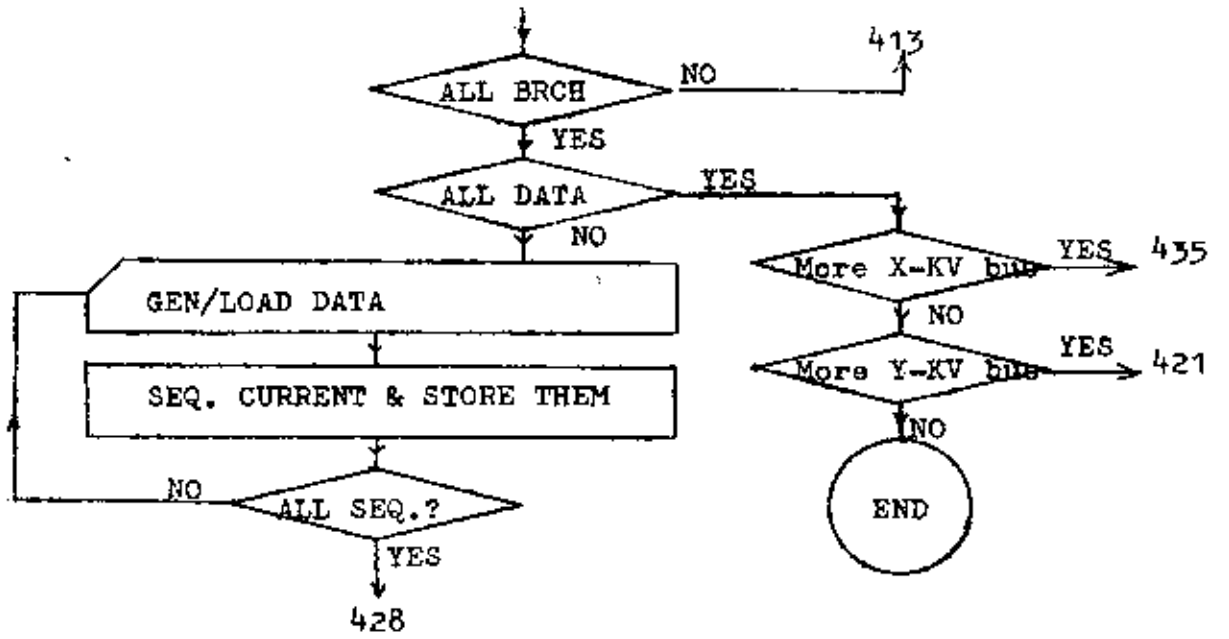 413
ALL BRCH
NO
YES
ALL DATA
YES
NO
More X-KV bus
YES
435
GEN/LOAD DATA
NO
More Y-KV bus
YES
421
SEQ. CURRENT & STORE THEM
NO
NO
ALL SEQ.?
END
YES
428